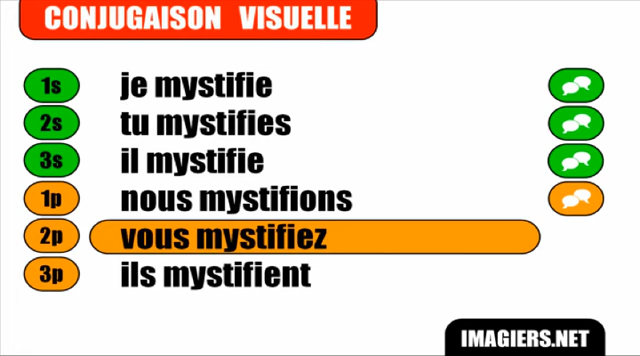 CONJUGAISON VISUELLE
1s je mystifie
2s tu mystifies
3s il mystifie
1p nous mystifions
2p vous mystifiez
3p ils mystifient
IMAGIERS.NET